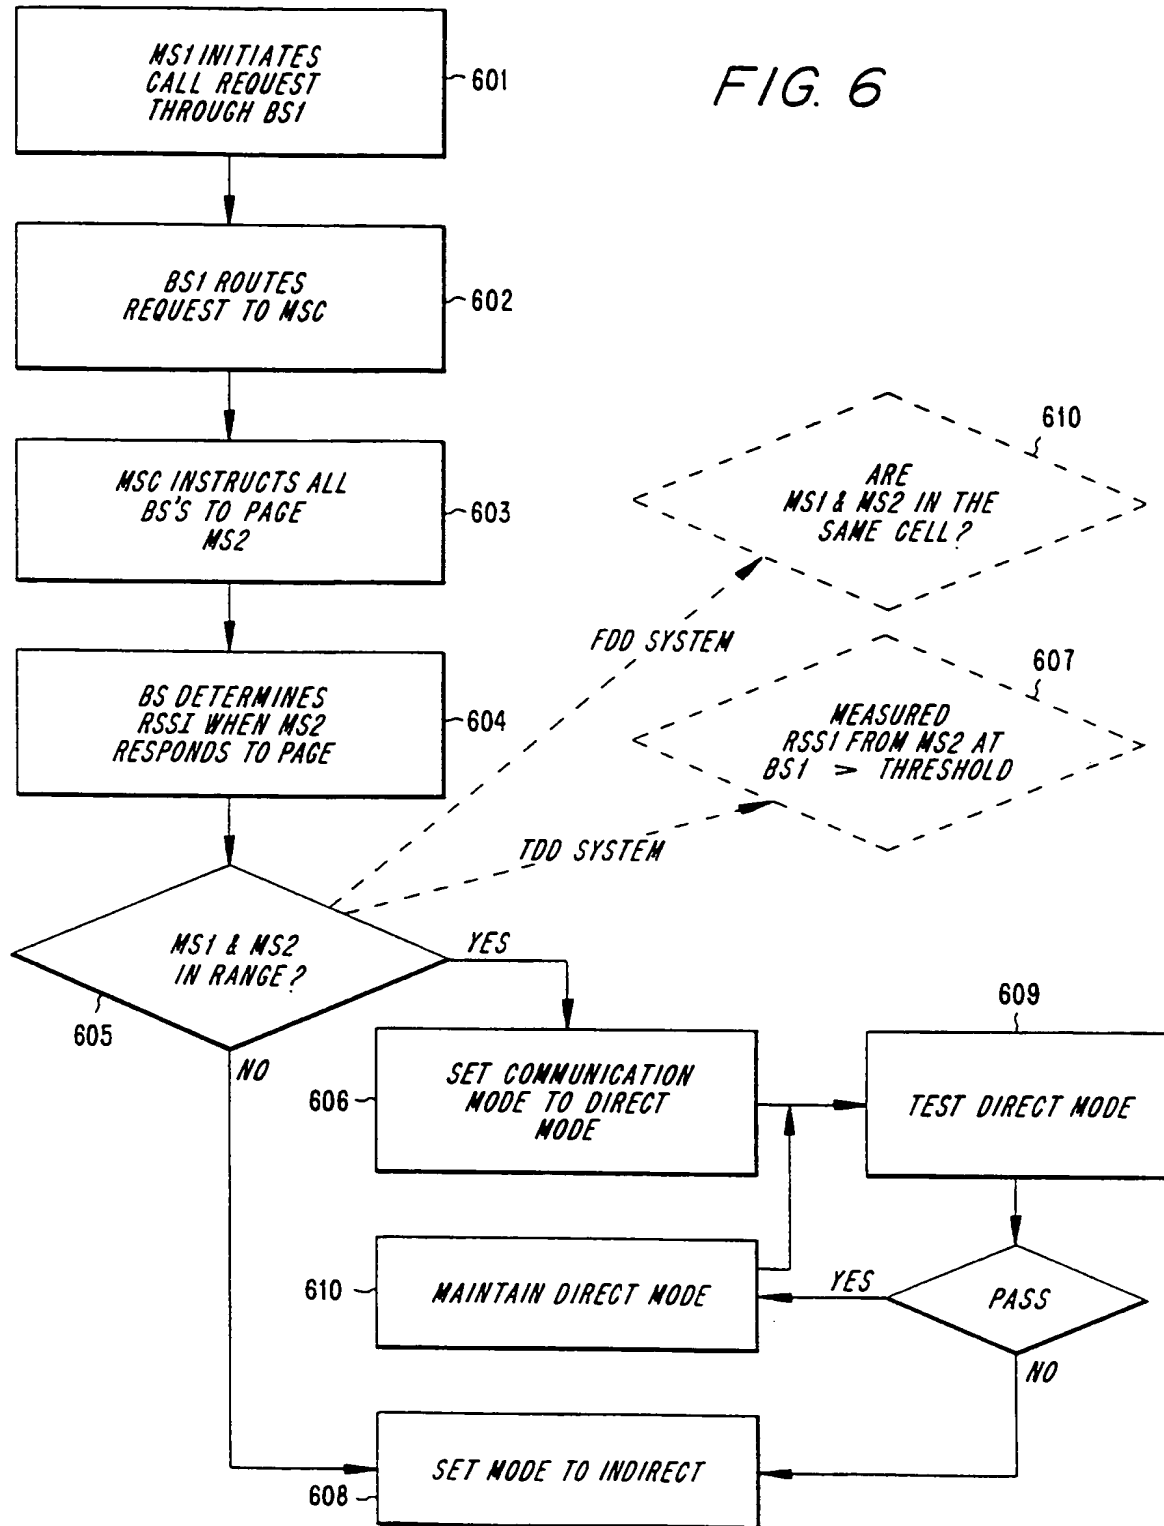 FIG. 6
MS1 INITIATES
CALL REQUEST
THROUGH BS1
601
BS1 ROUTES
REQUEST TO MSC
602
MSC INSTRUCTS ALL
BS'S TO PAGE
MS2
603
BS DETERMINES
RSSI WHEN MS2
RESPONDS TO PAGE
604
610
ARE
MS1 & MS2 IN THE
SAME CELL?
FDD SYSTEM
607
MEASURED
RSS1 FROM MS2 AT
BS1 > THRESHOLD
TDD SYSTEM
MS1 & MS2
IN RANGE?
605
YES
NO
606
SET COMMUNICATION
MODE TO DIRECT
MODE
609
TEST DIRECT MODE
610
MAINTAIN DIRECT MODE
YES
PASS
NO
SET MODE TO INDIRECT
608